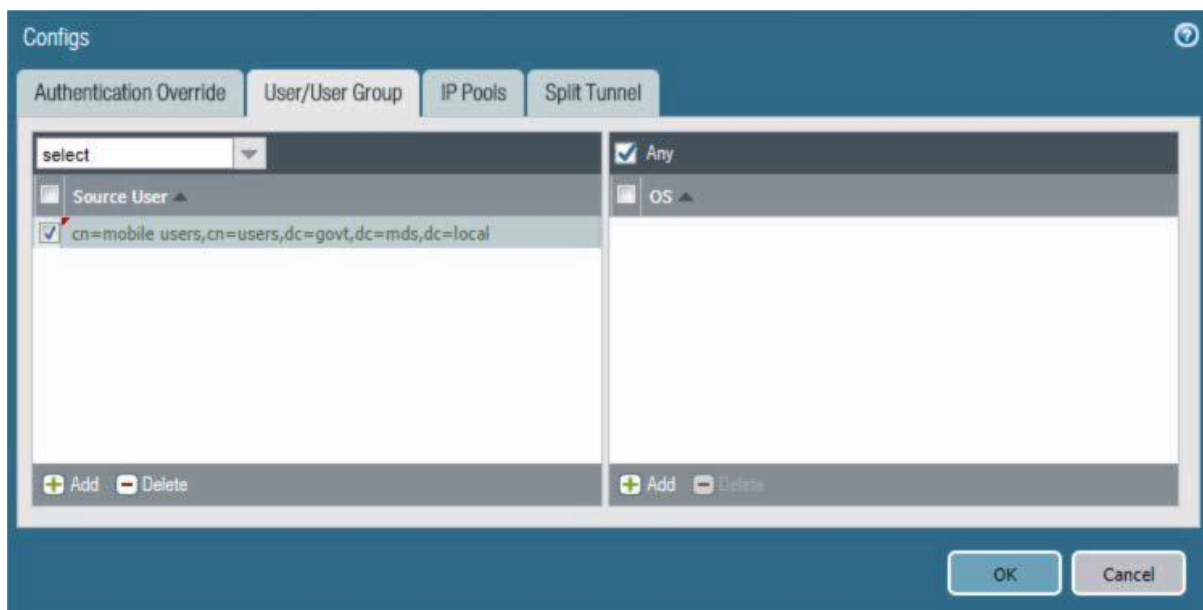 Configs
Authentication Override
User/User Group
IP Pools
Split Tunnel
select
Source User
cn=mobile users,cn=users,dc=govt,dc=mds,dc=local
Add
Delete
Any
OS
Add
Delete
OK
Cancel